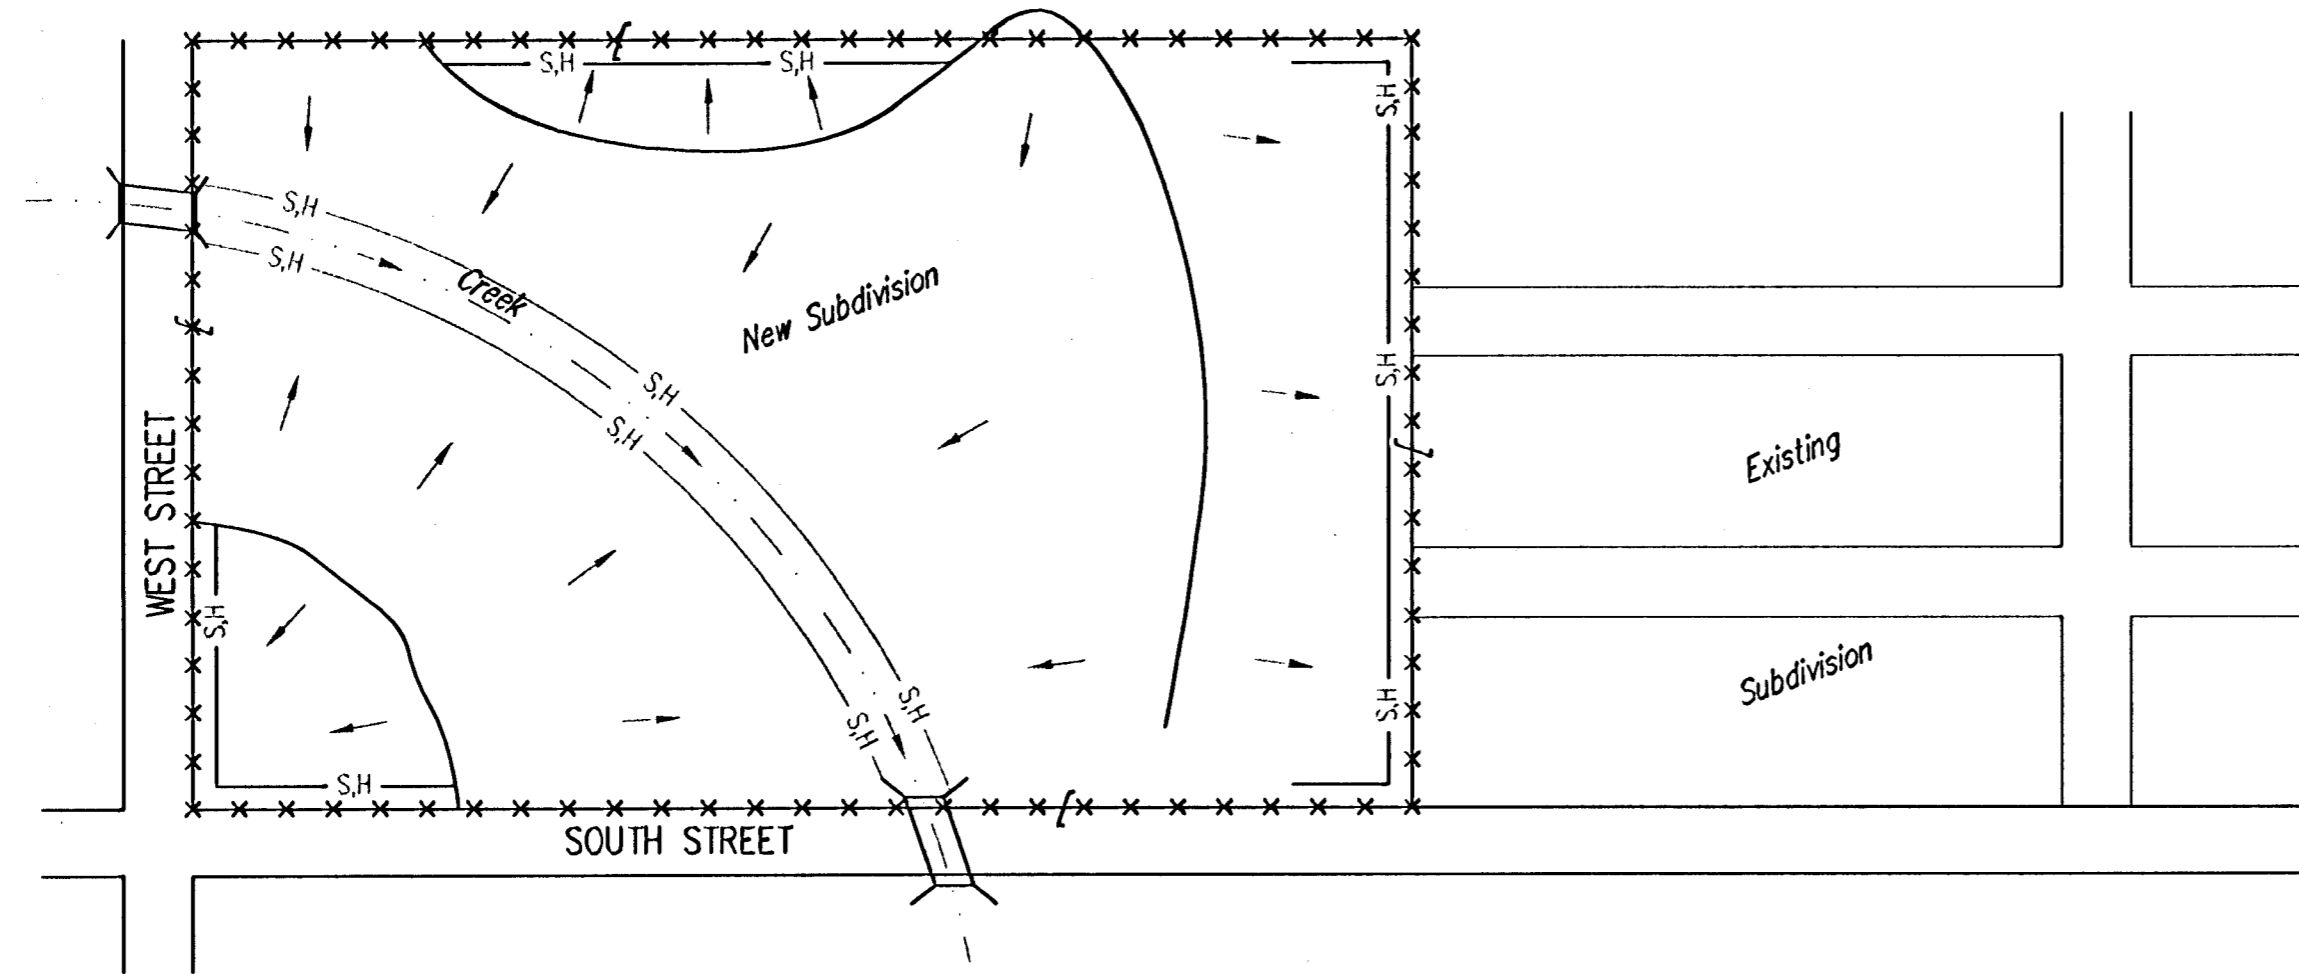 S,H
S,H
S,H
S,H
S,H
Creek
New Subdivision
S,H
S,H
S,H
WEST STREET
Existing
S,H
Subdivision
S,H
S,H
S,H
S,H
SOUTH STREET